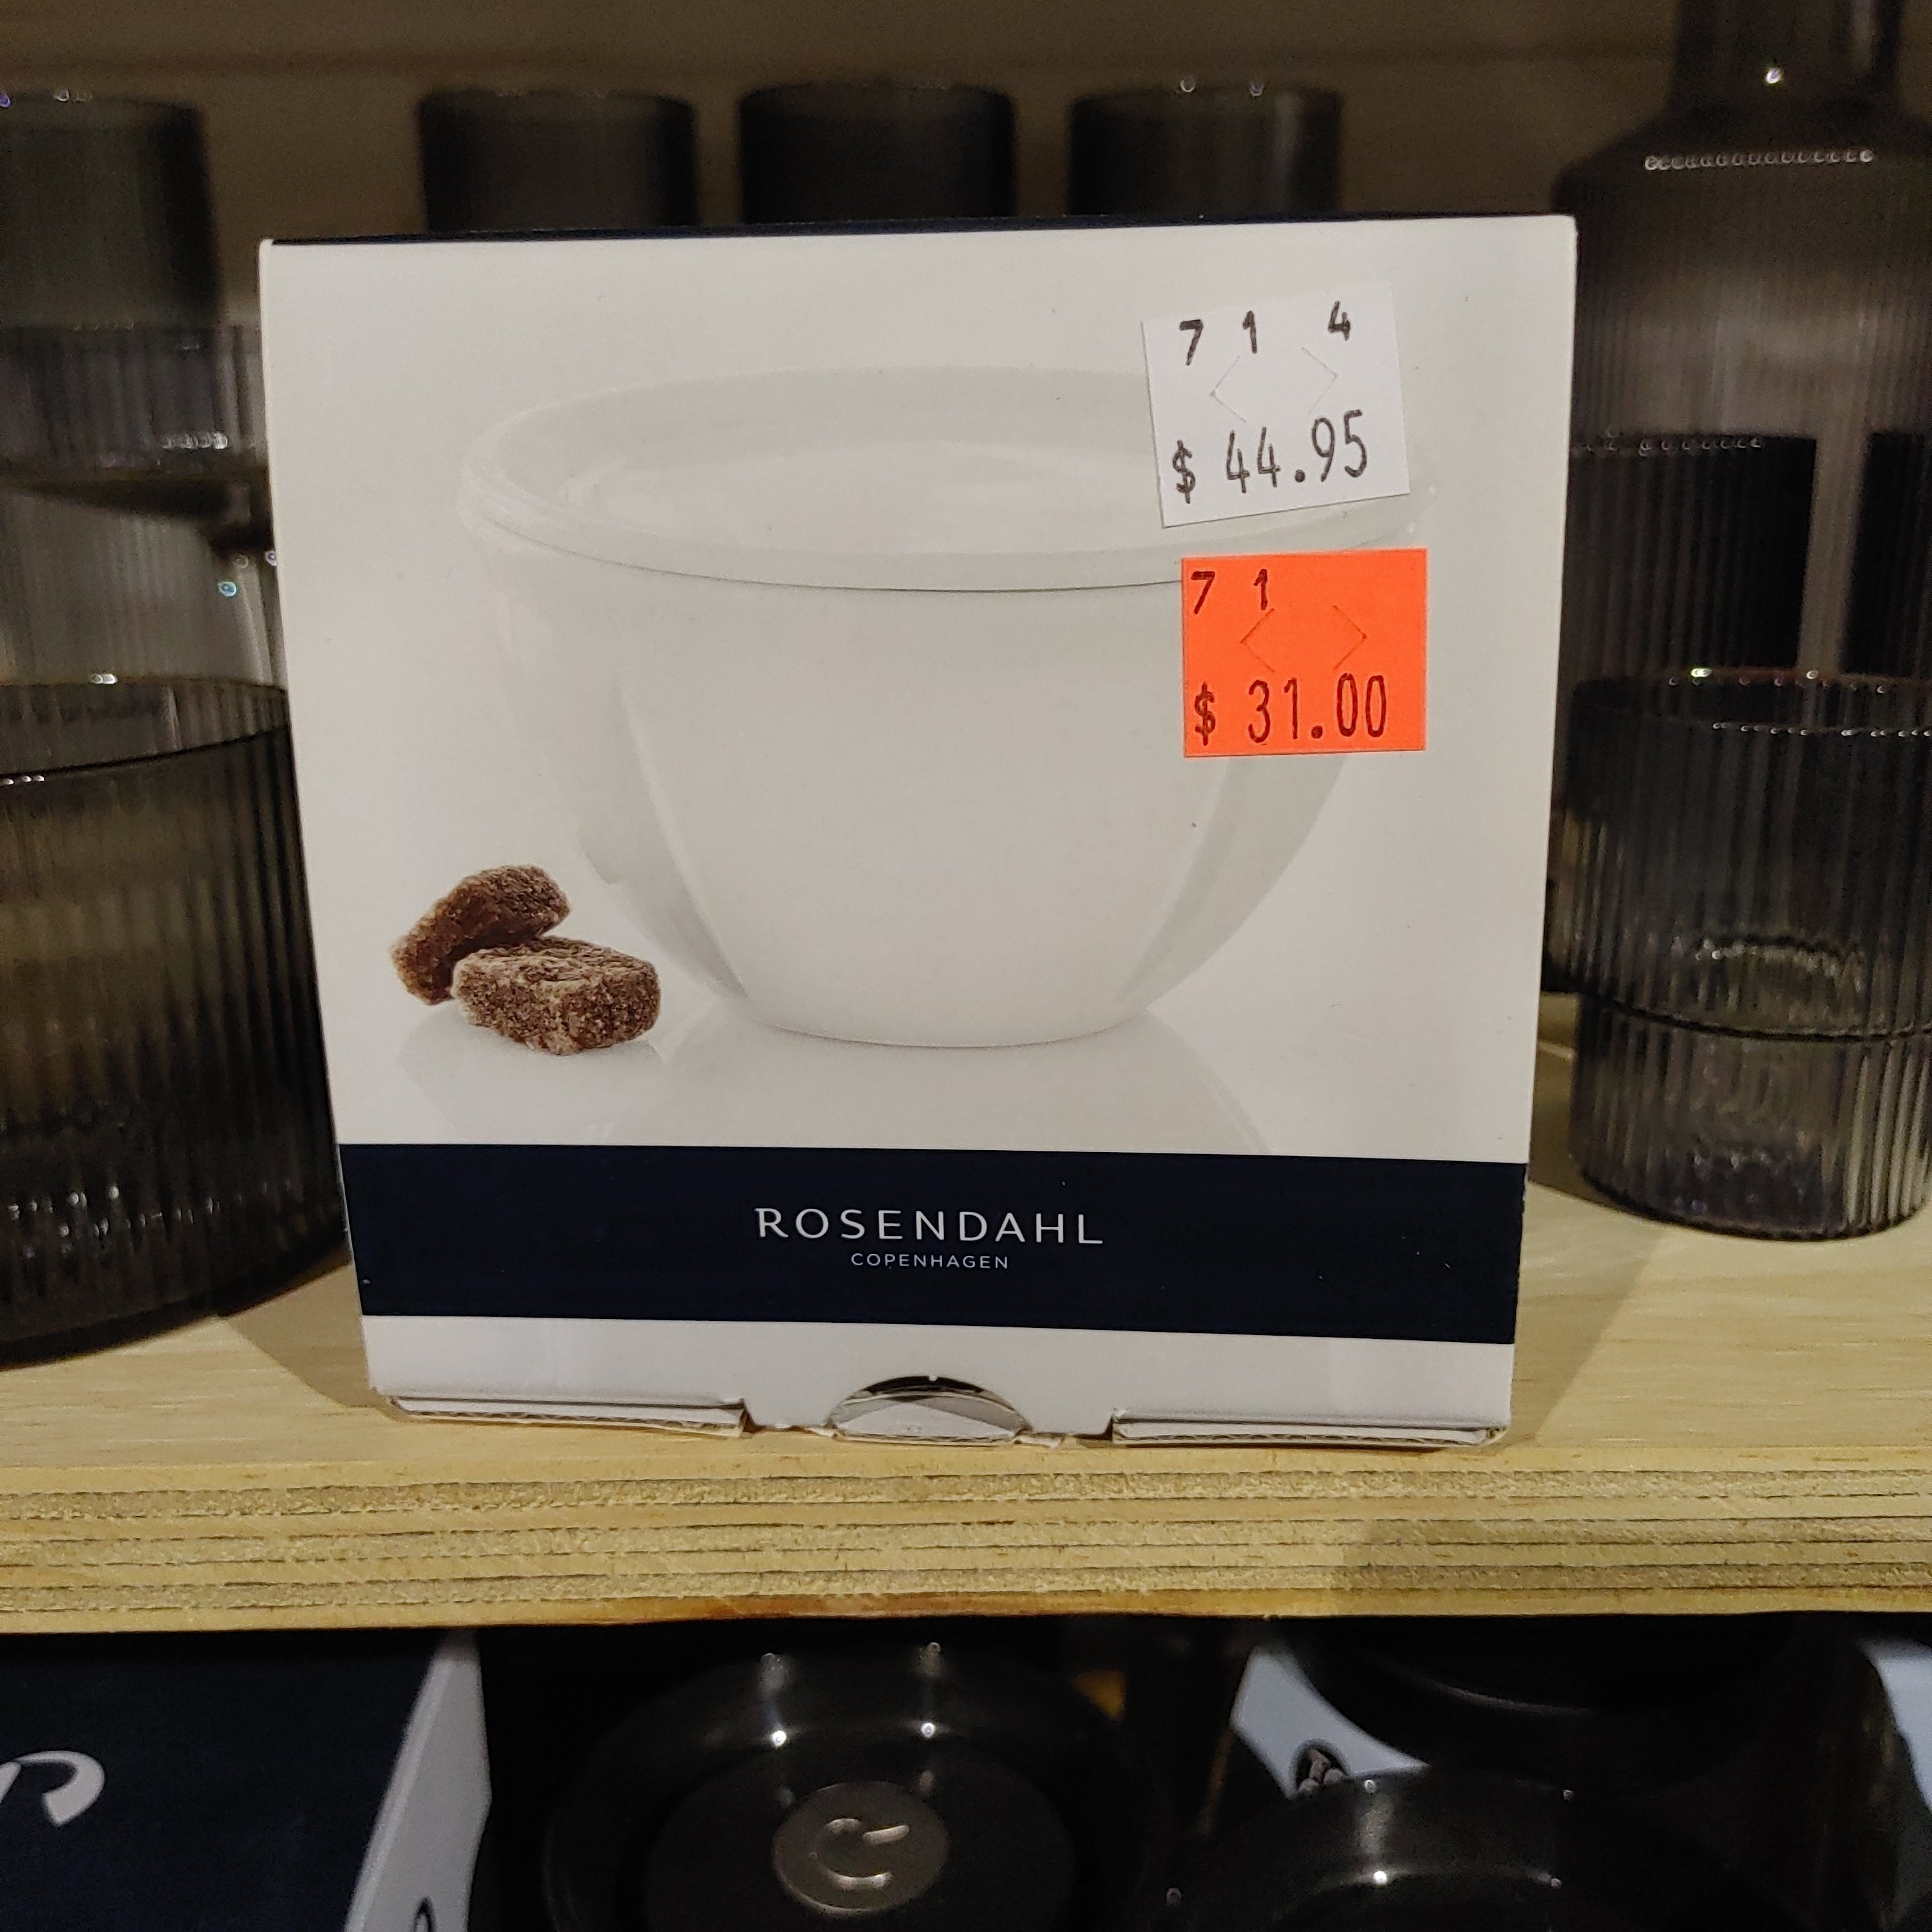 7 1 4
$ 44.95
7 1
$ 31.00
ROSENDAHL
COPENHAGEN